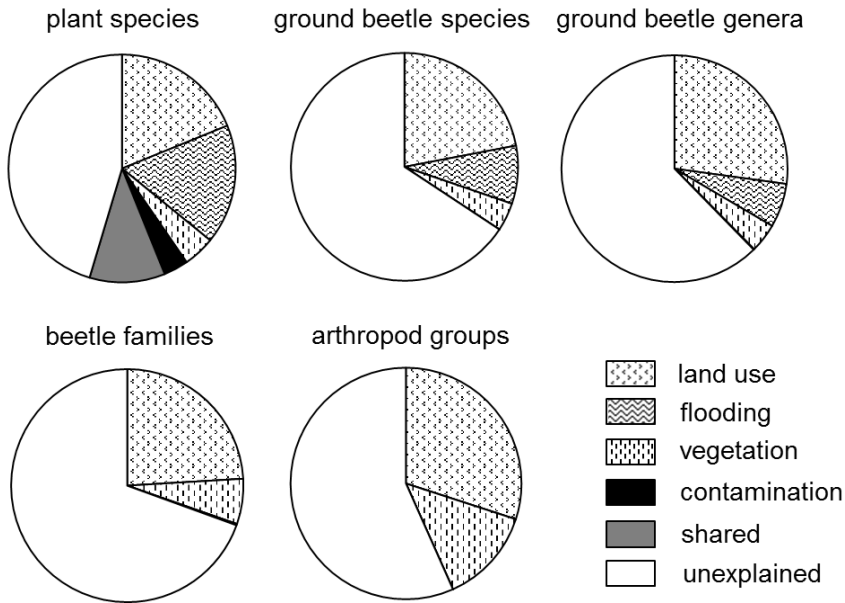 plant species
ground beetle species
ground beetle genera
beetle families
arthropod groups
land use
flooding
vegetation
contamination
shared
unexplained